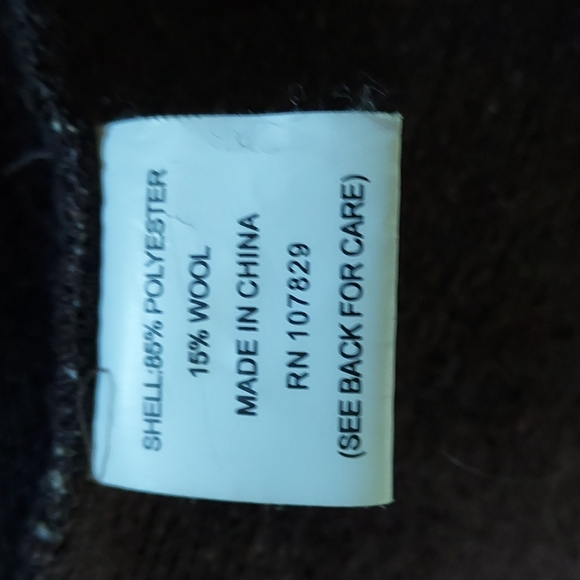 SHELL:85% POLYESTER
15% WOOL
MADE IN CHINA
RN 107829
(SEE BACK FOR CARE)